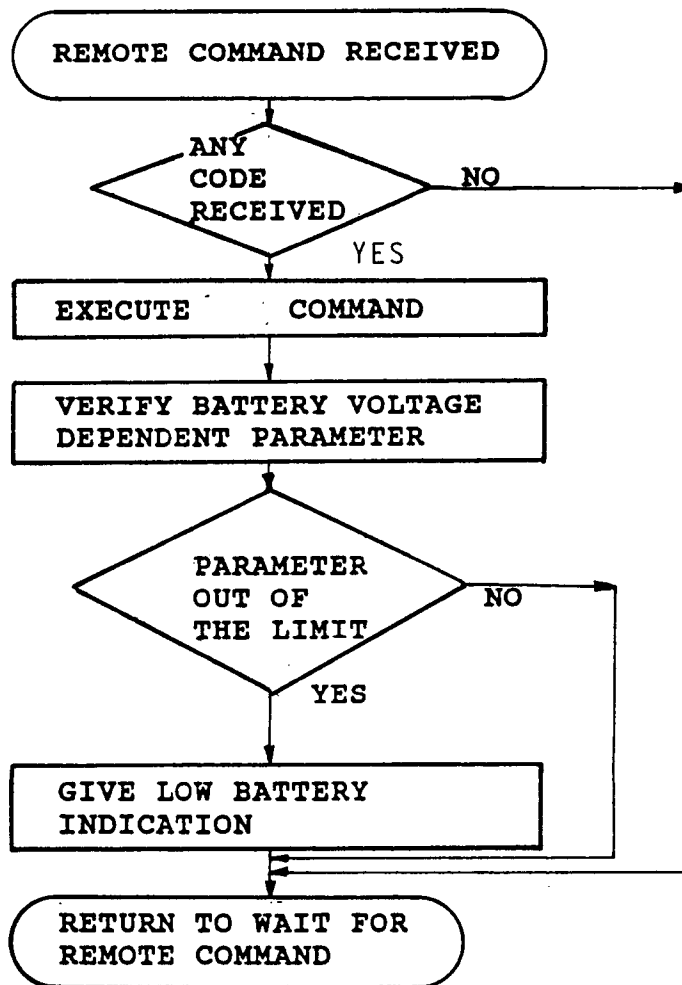 REMOTE COMMAND RECEIVED
ANY
CODE
RECEIVED
NO
YES
EXECUTE COMMAND
VERIFY BATTERY VOLTAGE
DEPENDENT PARAMETER
PARAMETER
OUT OF
THE LIMIT
NO
YES
GIVE LOW BATTERY
INDICATION
RETURN TO WAIT FOR
REMOTE COMMAND